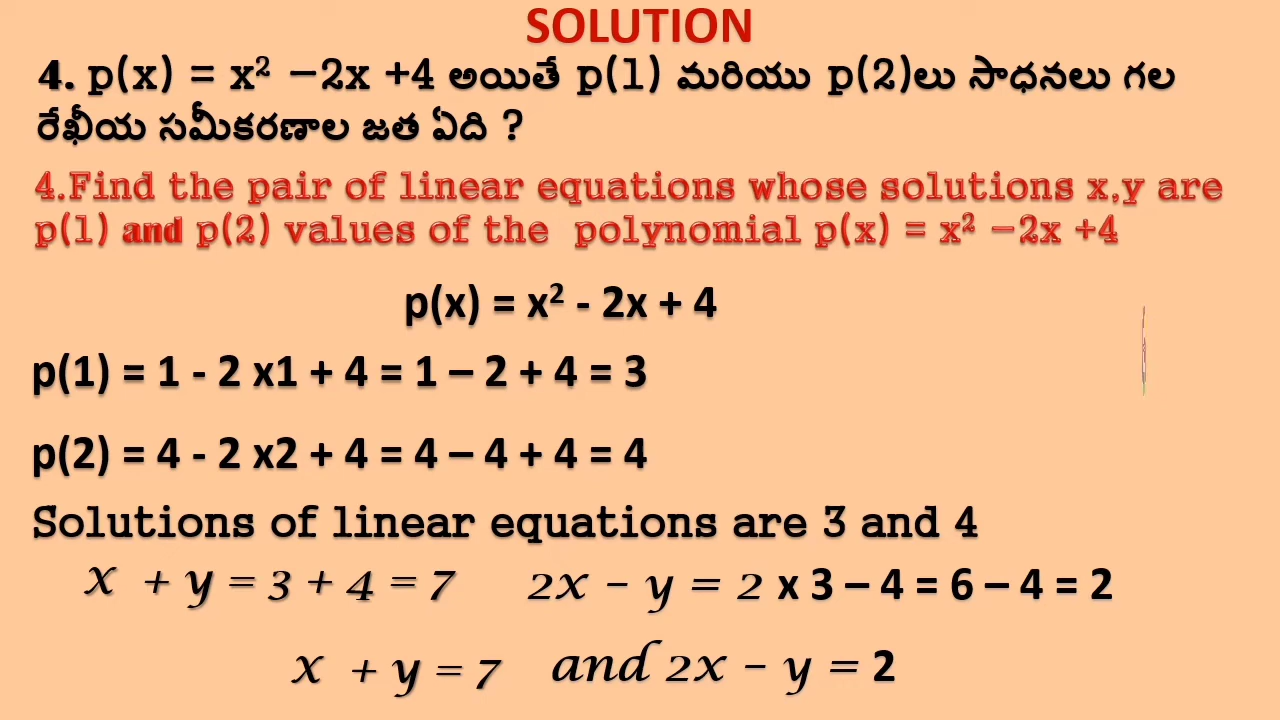 SOLUTION
4. p(x) = x² −2x +4 అయితే p(1) మరియు p(2)లు సాధనలు గల
రేఖీయ సమీకరణాల జత ఏది ?
4.Find the pair of linear equations whose solutions x,y are
p(1) and p(2) values of the polynomial p(x) = x² −2x +4
p(x) = x² - 2x + 4
p(1) = 1 - 2 x1 + 4 = 1 – 2 + 4 = 3
p(2) = 4 - 2 x2 + 4 = 4 – 4 + 4 = 4
Solutions of linear equations are 3 and 4
x + y = 3 + 4 = 7 2x − y = 2 x 3 – 4 = 6 – 4 = 2
x + y = 7 and 2x − y = 2